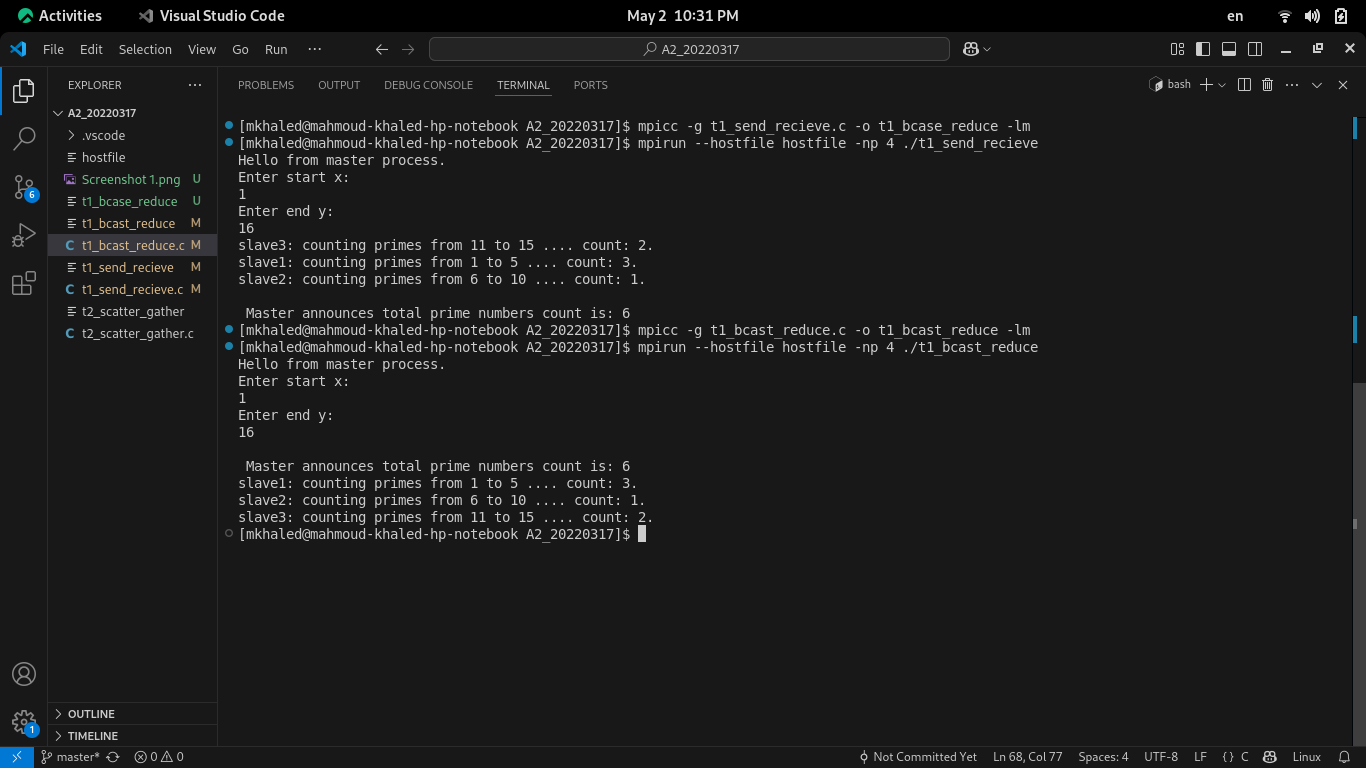 Activities
Visual Studio Code
May 2 10:31 PM
en
File Edit Selection View Go Run ···
A2_20220317
EXPLORER ···
A2_20220317
.vscode
hostfile
Screenshot 1.png U
t1_bcase_reduce U
t1_bcast_reduce M
C t1_bcast_reduce.c M
t1_send_recieve M
C t1_send_recieve.c M
t2_scatter_gather
C t2_scatter_gather.c
6
OUTLINE
TIMELINE
1
PROBLEMS OUTPUT DEBUG CONSOLE TERMINAL PORTS
bash
[mkhaled@mahmoud-khaled-hp-notebook A2_20220317]$ mpicc -g t1_send_recieve.c -o t1_bcase_reduce -lm
[mkhaled@mahmoud-khaled-hp-notebook A2_20220317]$ mpirun --hostfile hostfile -np 4 ./t1_send_recieve
Hello from master process.
Enter start x:
1
Enter end y:
16
slave3: counting primes from 11 to 15 .... count: 2.
slave1: counting primes from 1 to 5 .... count: 3.
slave2: counting primes from 6 to 10 .... count: 1.
Master announces total prime numbers count is: 6
[mkhaled@mahmoud-khaled-hp-notebook A2_20220317]$ mpicc -g t1_bcast_reduce.c -o t1_bcast_reduce -lm
[mkhaled@mahmoud-khaled-hp-notebook A2_20220317]$ mpirun --hostfile hostfile -np 4 ./t1_bcast_reduce
Hello from master process.
Enter start x:
1
Enter end y:
16
Master announces total prime numbers count is: 6
slave1: counting primes from 1 to 5 .... count: 3.
slave2: counting primes from 6 to 10 .... count: 1.
slave3: counting primes from 11 to 15 .... count: 2.
[mkhaled@mahmoud-khaled-hp-notebook A2_20220317]$
master* 0 0 Not Committed Yet Ln 68, Col 77 Spaces: 4 UTF-8 LF { } C Linux